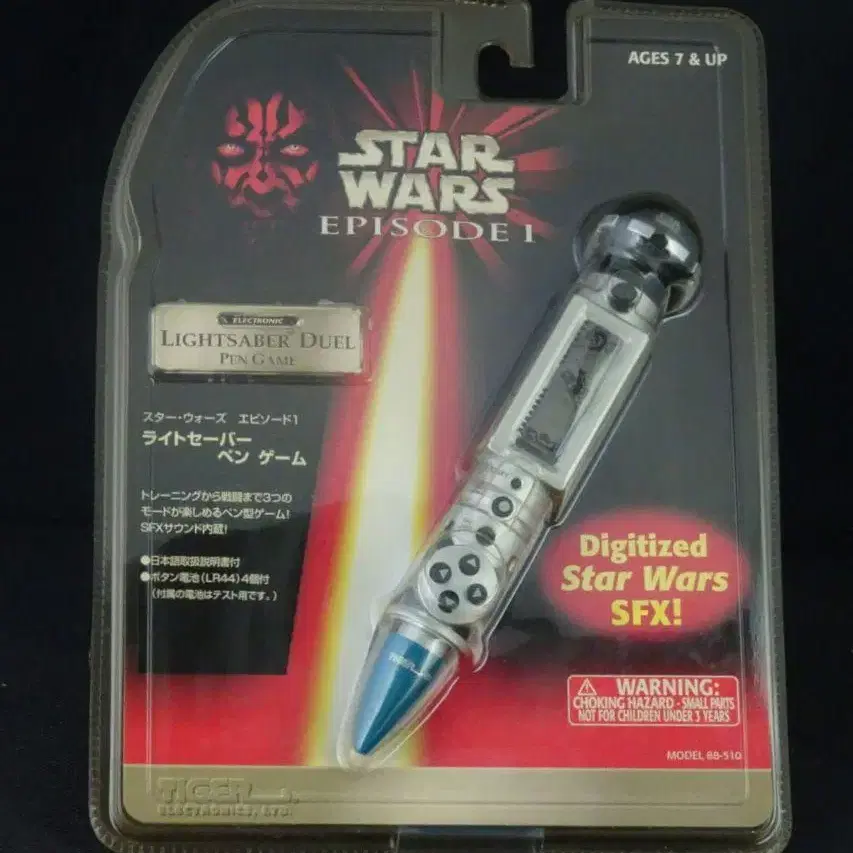 AGES 7 & UP
STAR
WARS
EPISODE I
ELECTRONIC
LIGHTSABER DUEL
PEN GAME
スター・ウォーズ エピソード1
ライトセーバー
ペン ゲーム
トレーニングから戦闘まで3つの
モードが楽しめるペン型ゲーム!
SFXサウンド内蔵!
●日本語取扱説明書付
●ボタン電池(LR44)4個付
(付属の電池はテスト用です。)
Digitized
Star Wars
SFX!
TIGER
WARNING:
CHOKING HAZARD - SMALL PARTS
NOT FOR CHILDREN UNDER 3 YEARS
MODEL 88-510
TIGER
ELECTRONICS, LTD.